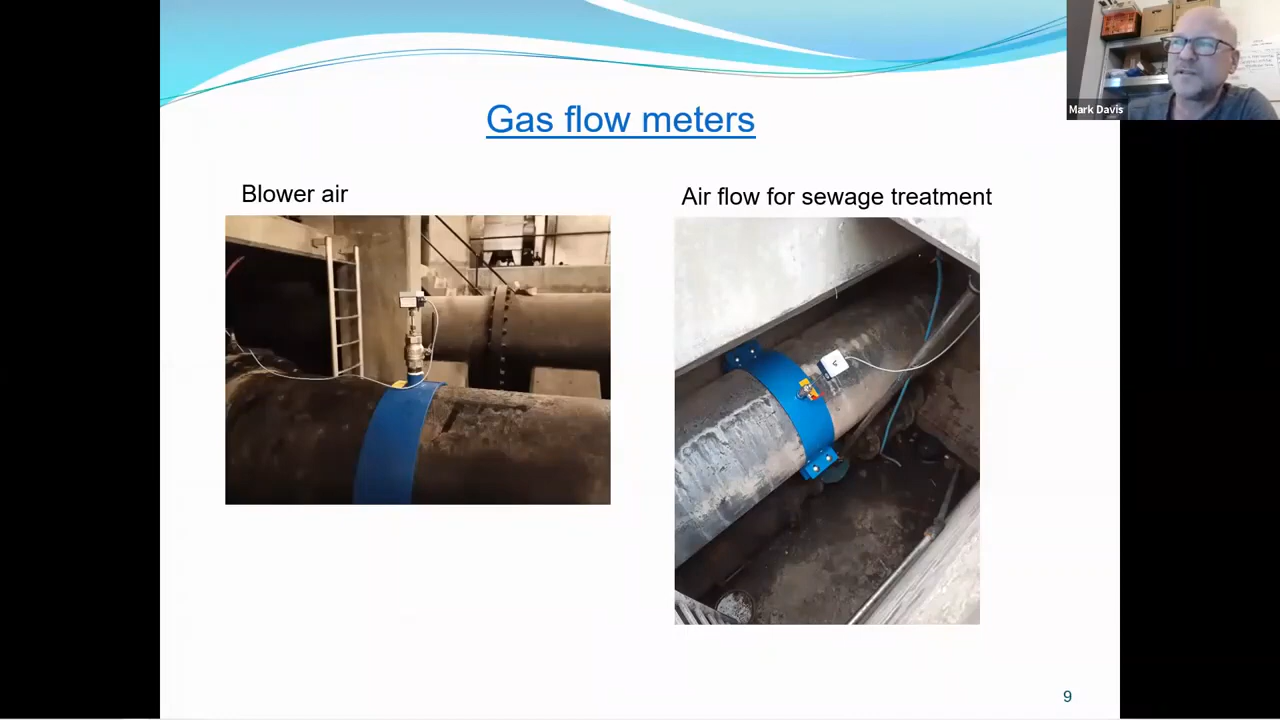 Gas flow meters
Mark Davis
Blower air
Air flow for sewage treatment
9